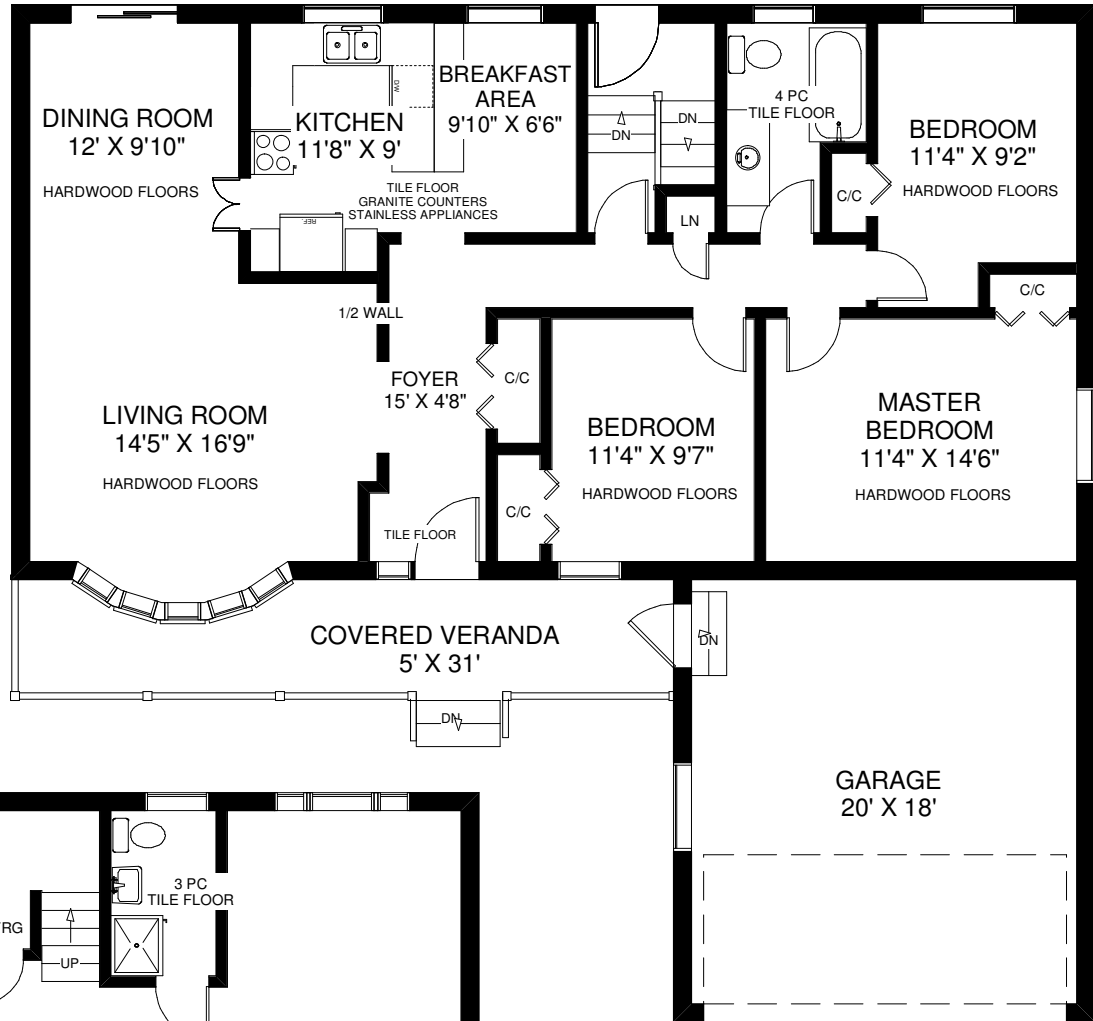 DINING ROOM
12' X 9'10"
HARDWOOD FLOORS
KITCHEN
11'8" X 9'
D/W
BREAKFAST
AREA
9'10" X 6'6"
TILE FLOOR
GRANITE COUNTERS
STAINLESS APPLIANCES
REF.
DN
DN
LN
4 PC
TILE FLOOR
C/C
BEDROOM
11'4" X 9'2"
HARDWOOD FLOORS
C/C
1/2 WALL
FOYER
15' X 4'8"
C/C
C/C
TILE FLOOR
LIVING ROOM
14'5" X 16'9"
HARDWOOD FLOORS
BEDROOM
11'4" X 9'7"
HARDWOOD FLOORS
MASTER
BEDROOM
11'4" X 14'6"
HARDWOOD FLOORS
COVERED VERANDA
5' X 31'
DN
DN
GARAGE
20' X 18'
3 PC
TILE FLOOR
UP